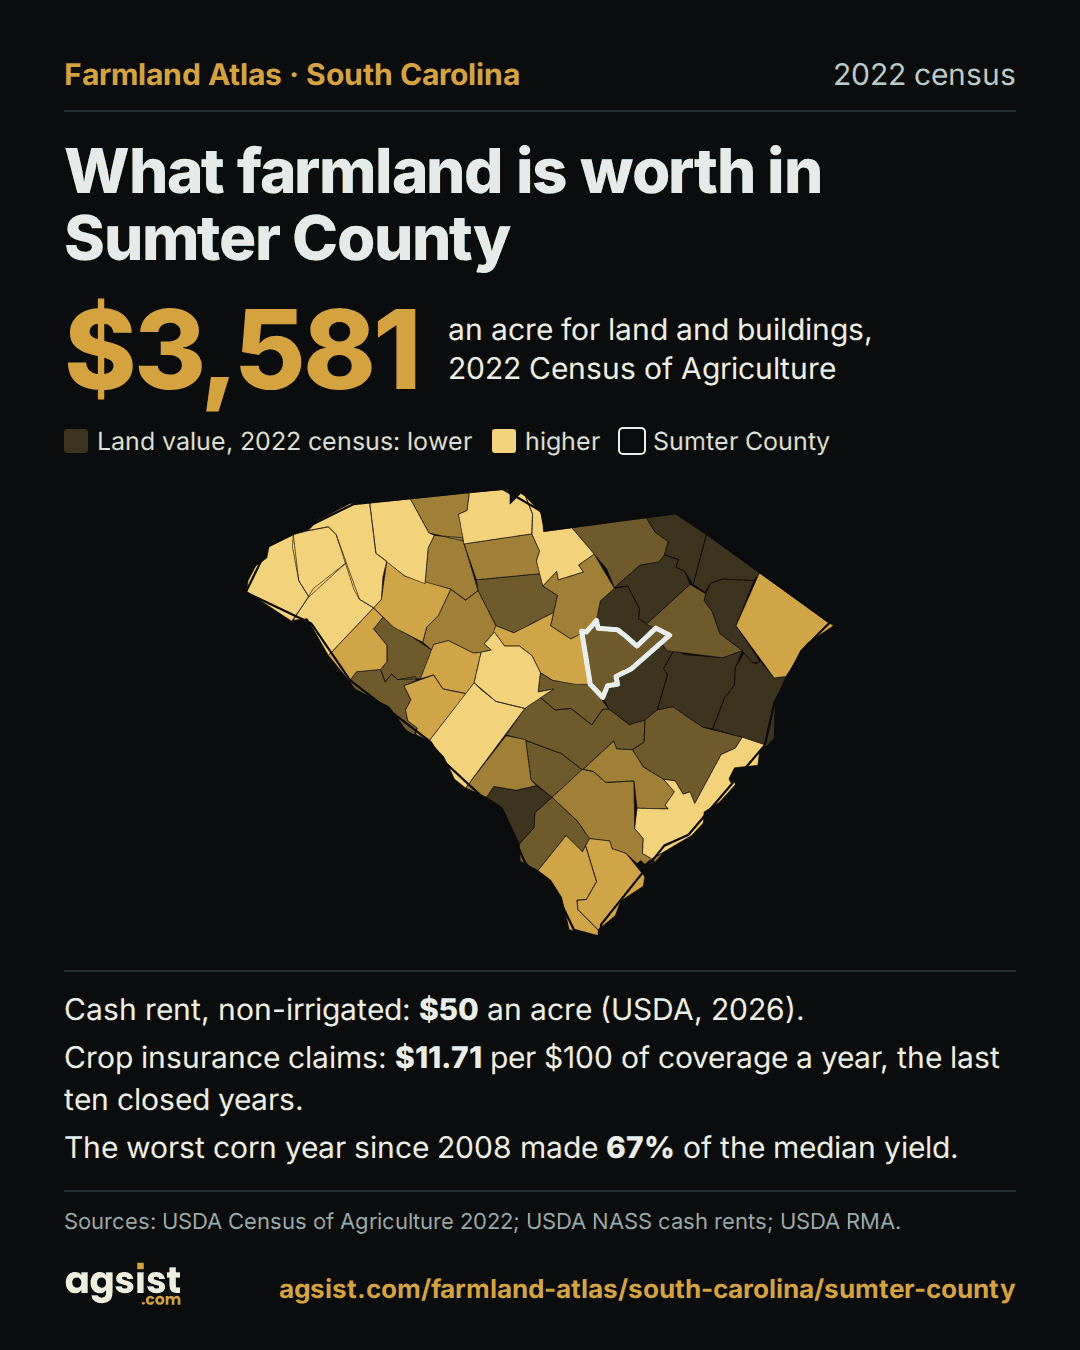 Farmland Atlas · South Carolina
2022 census
What farmland is worth in
Sumter County
$3,581
an acre for land and buildings,
2022 Census of Agriculture
Land value, 2022 census: lower
higher
Sumter County
Cash rent, non-irrigated: $50 an acre (USDA, 2026).
Crop insurance claims: $11.71 per $100 of coverage a year, the last
ten closed years.
The worst corn year since 2008 made 67% of the median yield.
Sources: USDA Census of Agriculture 2022; USDA NASS cash rents; USDA RMA.
agsist
.com
agsist.com/farmland-atlas/south-carolina/sumter-county